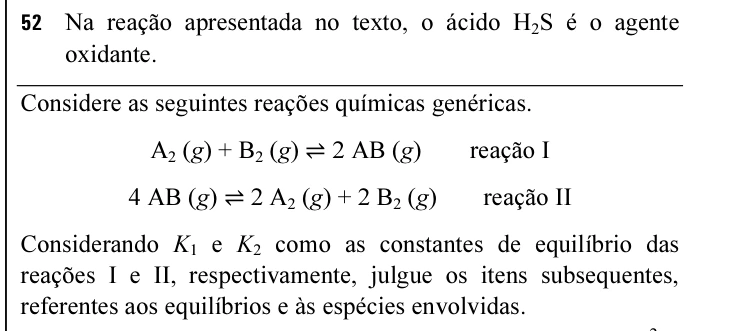 52 Na reação apresentada no texto, o ácido H₂S é o agente
oxidante.
Considere as seguintes reações químicas genéricas.
A₂ (g) + B₂ (g) ⇌ 2 AB (g) reação I
4 AB (g) ⇌ 2 A₂ (g) + 2 B₂ (g) reação II
Considerando K₁ e K₂ como as constantes de equilíbrio das
reações I e II, respectivamente, julgue os itens subsequentes,
referentes aos equilíbrios e às espécies envolvidas.